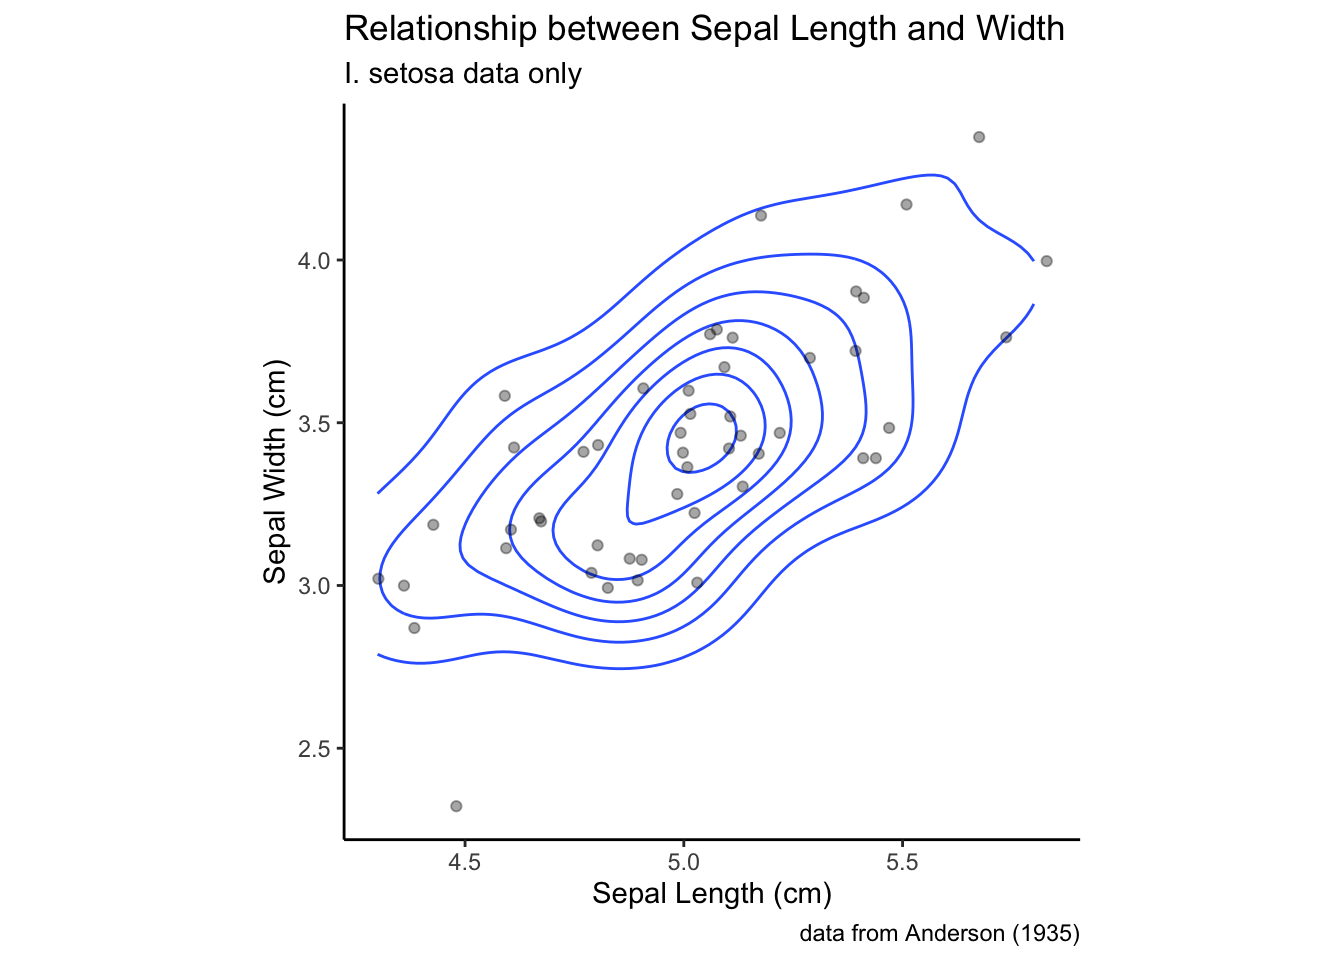 Relationship between Sepal Length and Width
I. setosa data only
4.0
3.5
3.0
2.5
Sepal Width (cm)
4.5 5.0 5.5
Sepal Length (cm)
data from Anderson (1935)